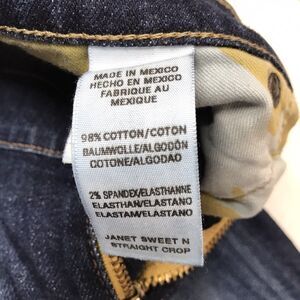 MADE IN MEXICO
HECHO EN MEXICO
FABRIQUE AU
MEXIQUE
98% COTTON/COTON
BAUMWOLLE/ALGODÓN
COTONE/ALGODAO
2% SPANDEX/ELASTHANNE
ELASTHAN/ELASTANO
ELASTAM/ELASTANO
JANET SWEET N
STRAIGHT CROP